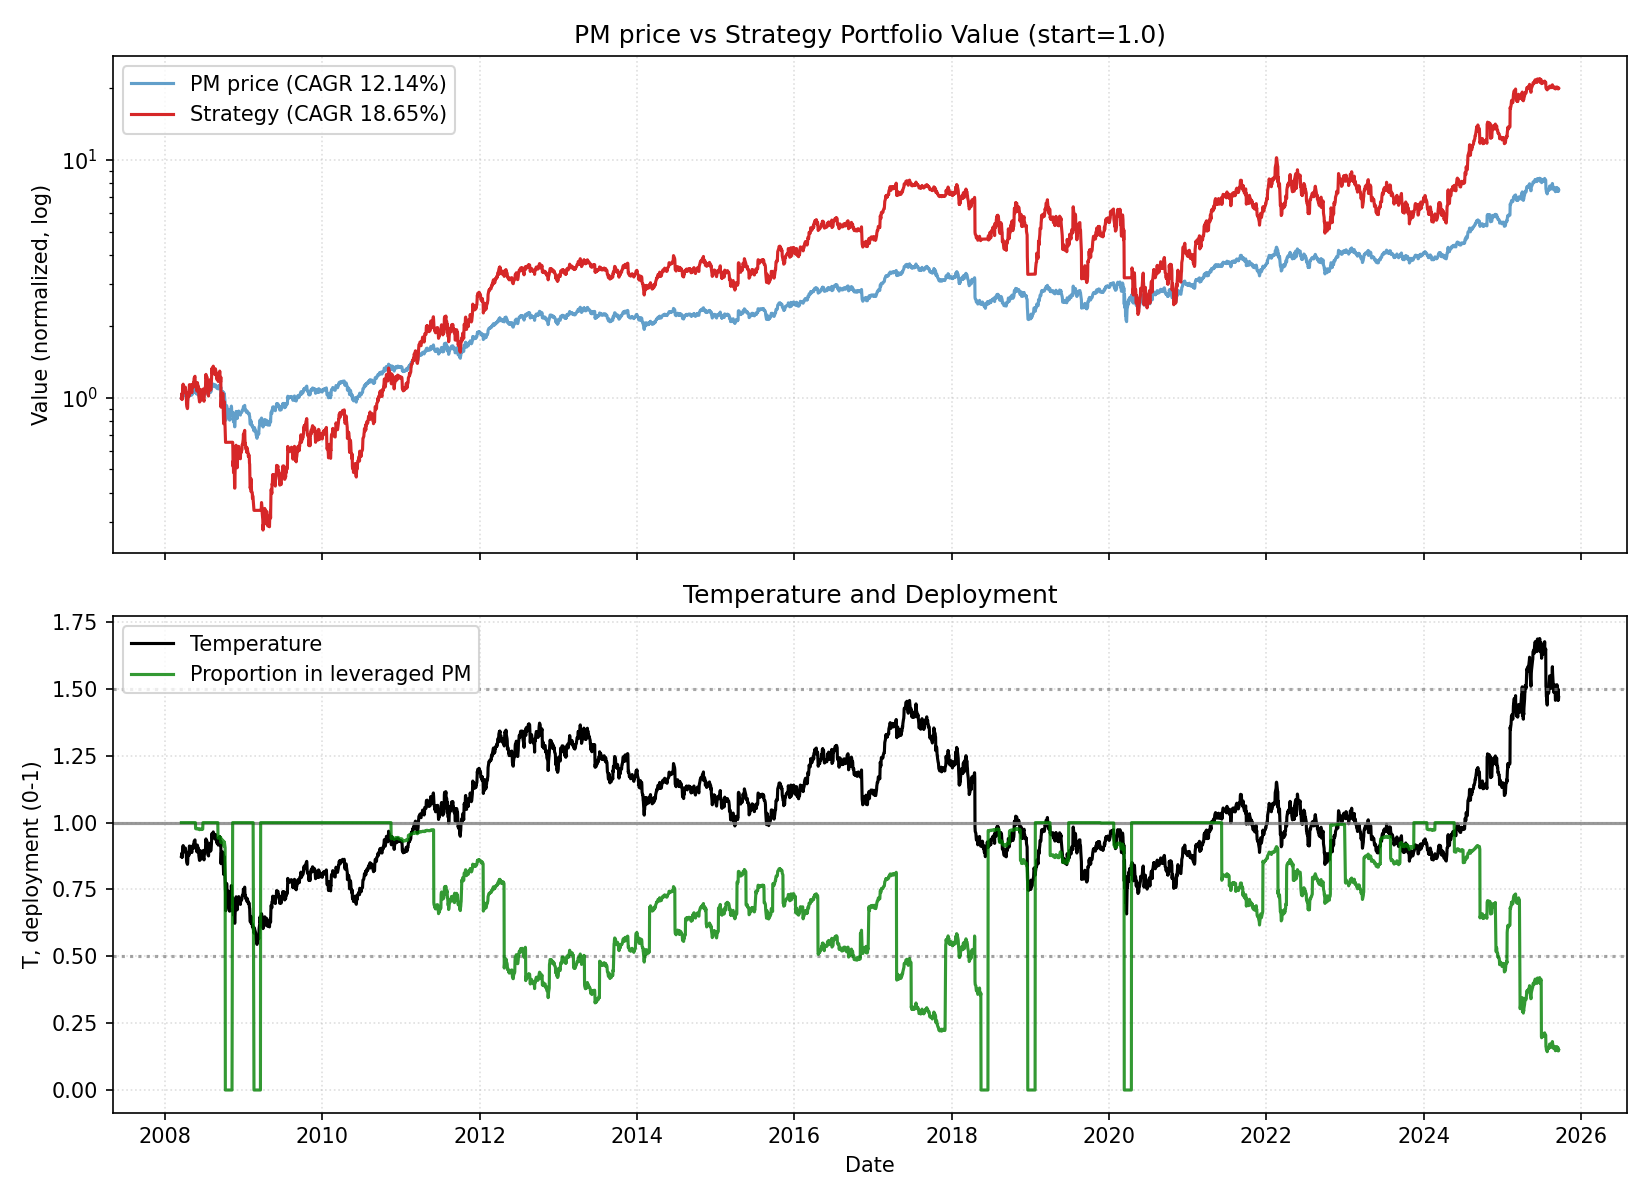 PM price vs Strategy Portfolio Value (start=1.0)
PM price (CAGR 12.14%)
Strategy (CAGR 18.65%)
Value (normalized, log)
10¹
10⁰
Temperature and Deployment
Temperature
Proportion in leveraged PM
T, deployment (0-1)
1.75
1.50
1.25
1.00
0.75
0.50
0.25
0.00
2008 2010 2012 2014 2016 2018 2020 2022 2024 2026
Date